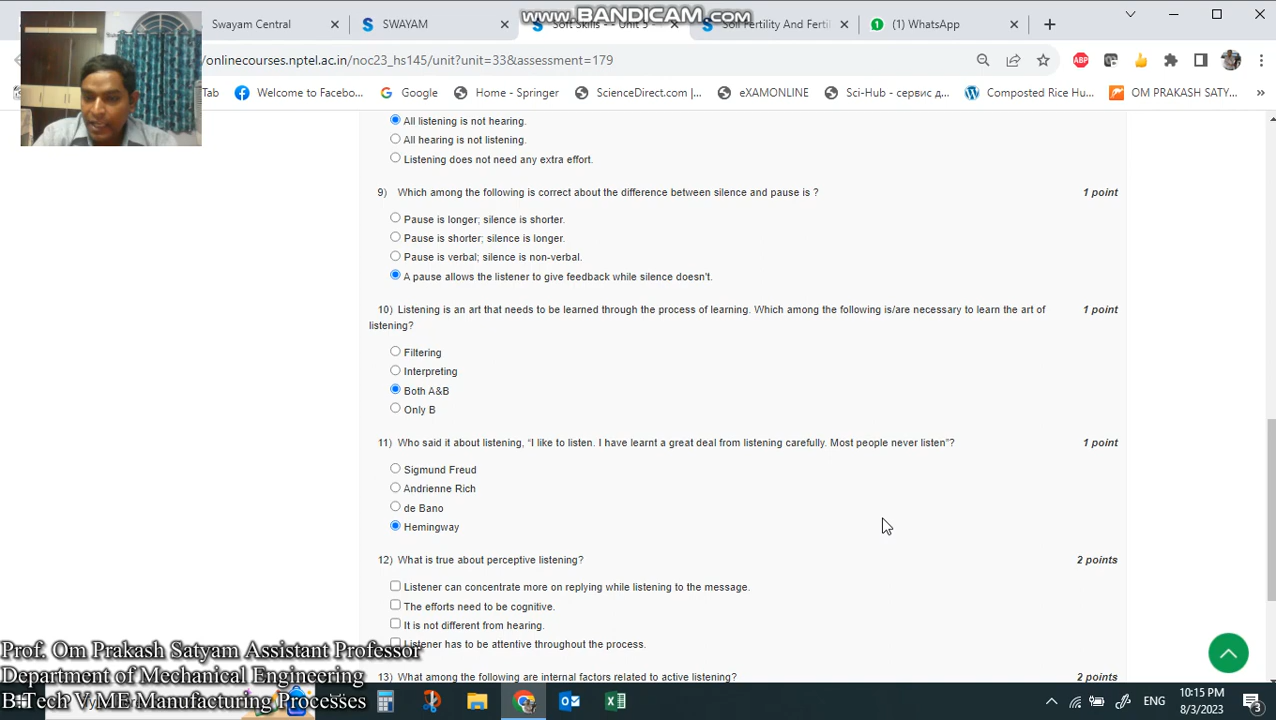 www.BANDICAM.com
Swayam Central
SWAYAM
Soft Skills - - Unit 5 -
Soil Fertility And Ferti
(1) WhatsApp
/onlinecourses.nptel.ac.in/noc23_hs145/unit?unit=33&assessment=179
Tab
Welcome to Facebo...
Google
Home - Springer
ScienceDirect.com |...
eXAMONLINE
Sci-Hub - сервис д...
Composted Rice Hu...
OM PRAKASH SATY...
»
All listening is not hearing.
All hearing is not listening.
Listening does not need any extra effort.
9) Which among the following is correct about the difference between silence and pause is ? 1 point
Pause is longer; silence is shorter.
Pause is shorter; silence is longer.
Pause is verbal; silence is non-verbal.
A pause allows the listener to give feedback while silence doesn't.
10) Listening is an art that needs to be learned through the process of learning. Which among the following is/are necessary to learn the art of 1 point
listening?
Filtering
Interpreting
Both A&B
Only B
11) Who said it about listening, “I like to listen. I have learnt a great deal from listening carefully. Most people never listen”? 1 point
Sigmund Freud
Andrienne Rich
de Bano
Hemingway
12) What is true about perceptive listening? 2 points
Listener can concentrate more on replying while listening to the message.
The efforts need to be cognitive.
It is not different from hearing.
Listener has to be attentive throughout the process.
13) What among the following are internal factors related to active listening? 2 points
Prof. Om Prakash Satyam Assistant Professor
Department of Mechanical Engineering
B.Tech V ME Manufacturing Processes
ENG
10:15 PM
8/3/2023
3